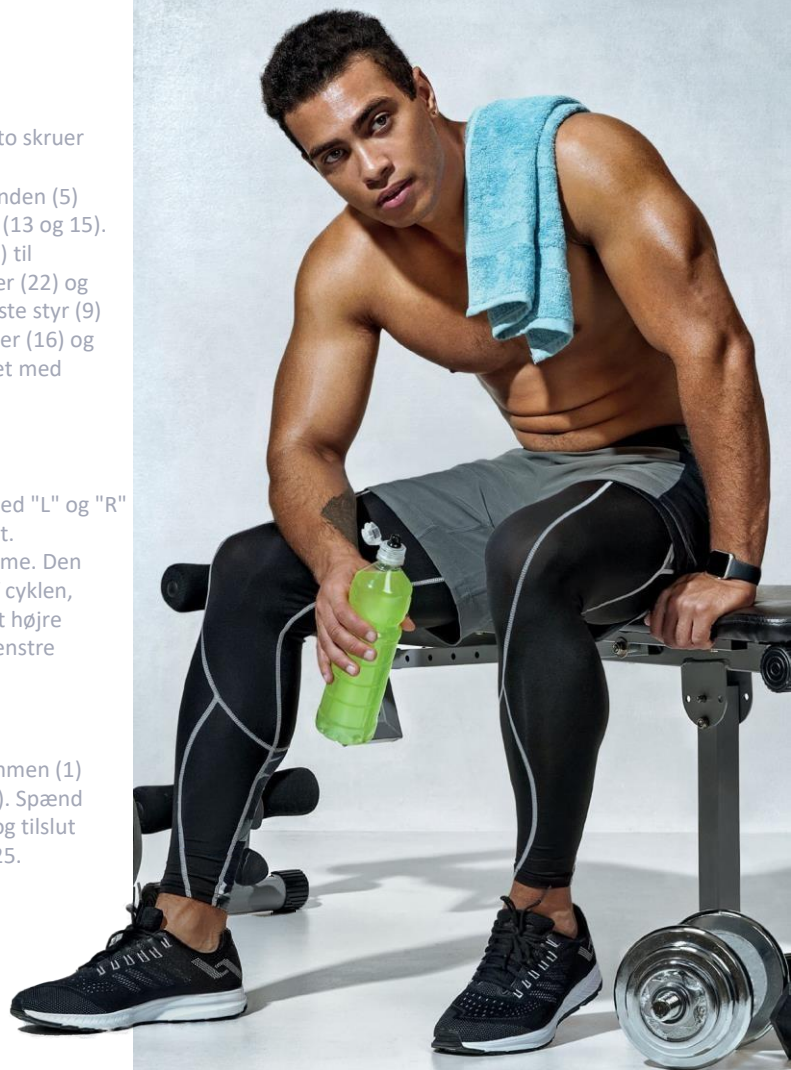 to skruer
nden (5)
(13 og 15).
) til
er (22) og
ste styr (9)
er (16) og
et med
ed "L" og "R"
t.
me. Den
cyklen,
t højre
enstre
mmen (1)
). Spænd
og tilslut
25.